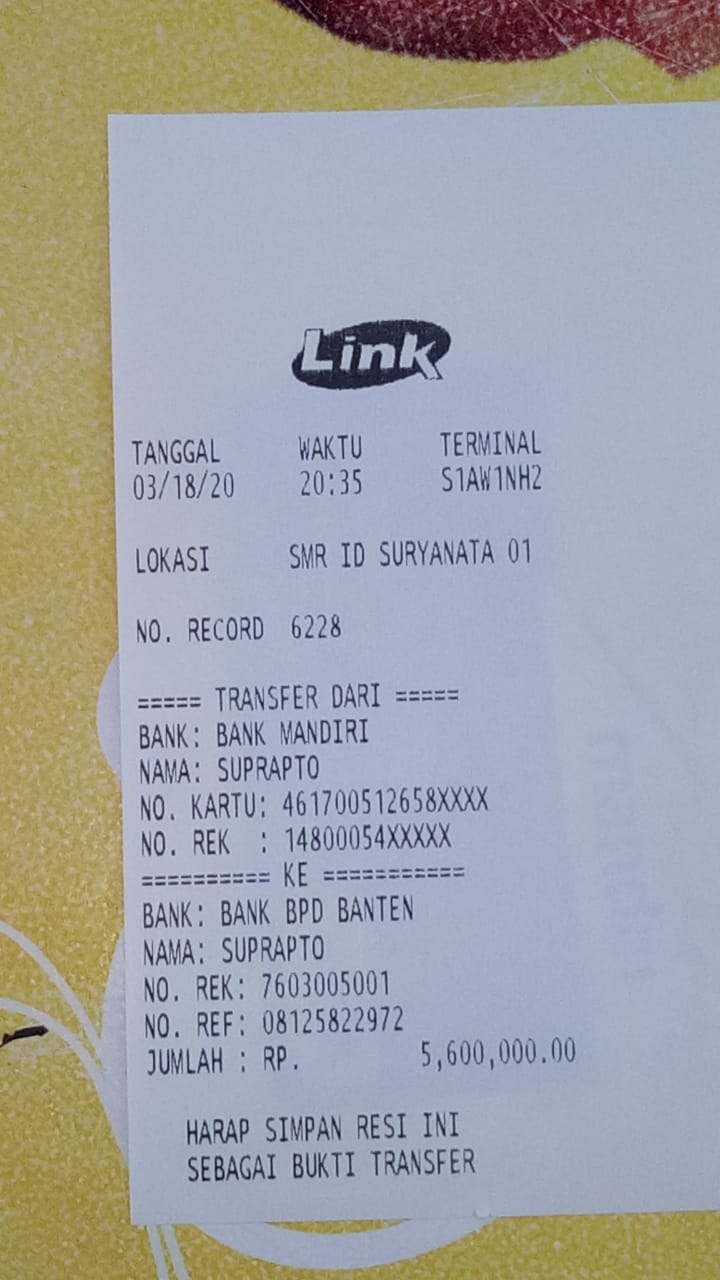 Link
TANGGAL WAKTU TERMINAL
03/18/20 20:35 S1AW1NH2
LOKASI SMR ID SURYANATA 01
NO. RECORD 6228
===== TRANSFER DARI =====
BANK: BANK MANDIRI
NAMA: SUPRAPTO
NO. KARTU: 461700512658XXXX
NO. REK : 14800054XXXXX
========== KE ===========
BANK: BANK BPD BANTEN
NAMA: SUPRAPTO
NO. REK: 7603005001
NO. REF: 08125822972
JUMLAH : RP. 5,600,000.00
HARAP SIMPAN RESI INI
SEBAGAI BUKTI TRANSFER